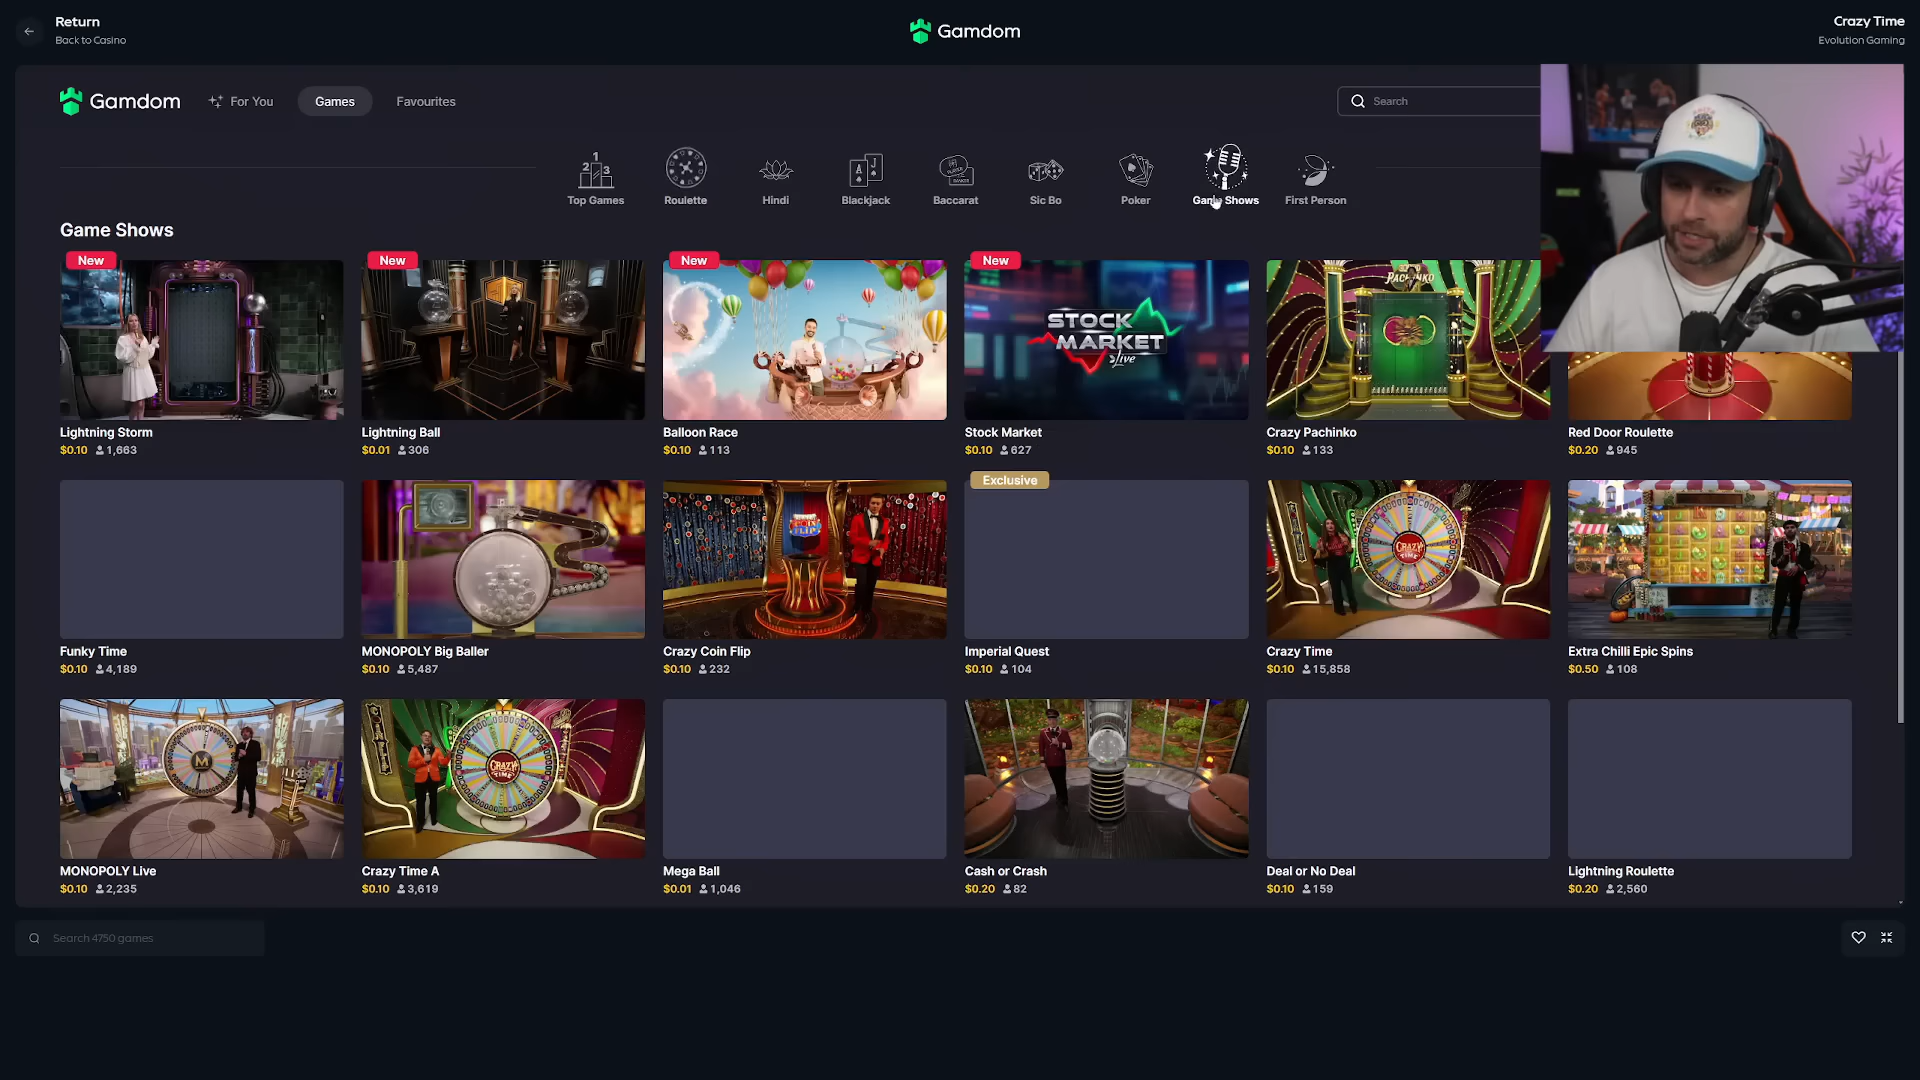 Return
Back to Casino
Gamdom
Crazy Time
Evolution Gaming
Gamdom
For You
Games
Favourites
Search
Top Games
Roulette
Hindi
Blackjack
Baccarat
Sic Bo
Poker
Game Shows
First Person
Game Shows
New
New
New
New
STOCK
MARKET
Live
PACHINKO
Lightning Storm
Lightning Ball
Balloon Race
Stock Market
Crazy Pachinko
Red Door Roulette
$0.10 1,663
$0.01 306
$0.10 113
$0.10 627
$0.10 133
$0.20 945
Exclusive
CRAZY
TIME
Funky Time
MONOPOLY Big Baller
Crazy Coin Flip
Imperial Quest
Crazy Time
Extra Chilli Epic Spins
$0.10 4,189
$0.10 5,487
$0.10 232
$0.10 104
$0.10 15,858
$0.50 108
M
CRAZY
TIME
MONOPOLY Live
Crazy Time A
Mega Ball
Cash or Crash
Deal or No Deal
Lightning Roulette
$0.10 2,235
$0.10 3,619
$0.01 1,046
$0.20 82
$0.10 159
$0.20 2,560
Search 4750 games